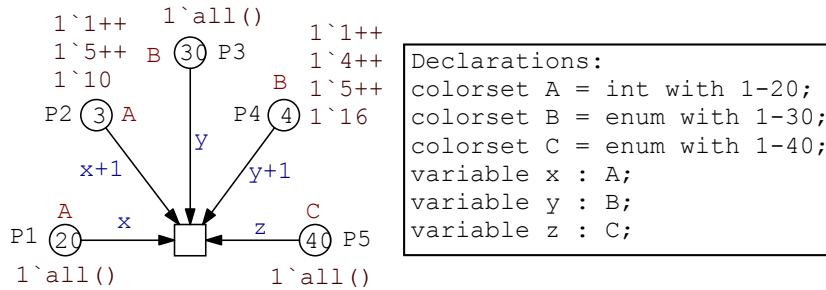 1`all()
1`1++
1`5++
1`10
B 30 P3
1`1++
1`4++
1`5++
1`16
B
P2 3 A
P4 4
y
x+1
y+1
A
C
P1 20 x
z 40 P5
1`all()
1`all()
Declarations:
colorset A = int with 1-20;
colorset B = enum with 1-30;
colorset C = enum with 1-40;
variable x : A;
variable y : B;
variable z : C;